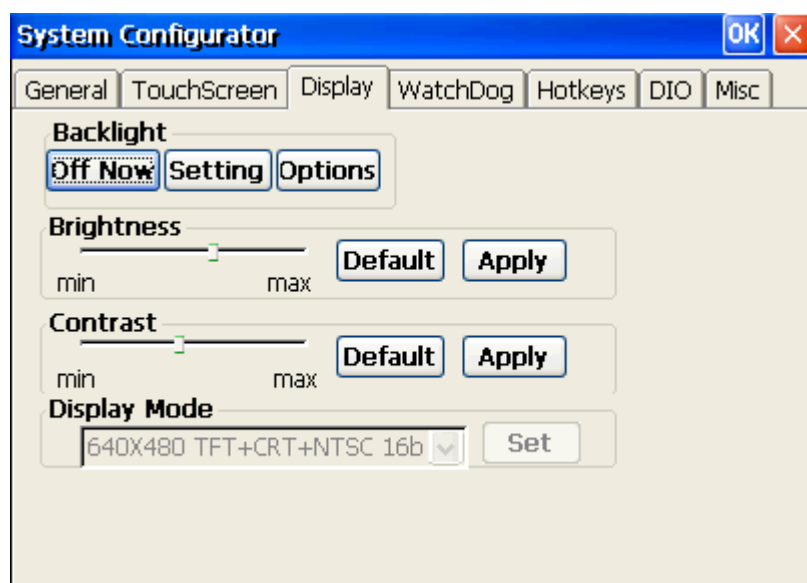 System Configurator OK
General TouchScreen Display WatchDog Hotkeys DIO Misc
Backlight
Off Now Setting Options
Brightness
Default Apply
min max
Contrast
Default Apply
min max
Display Mode
640X480 TFT+CRT+NTSC 16b Set